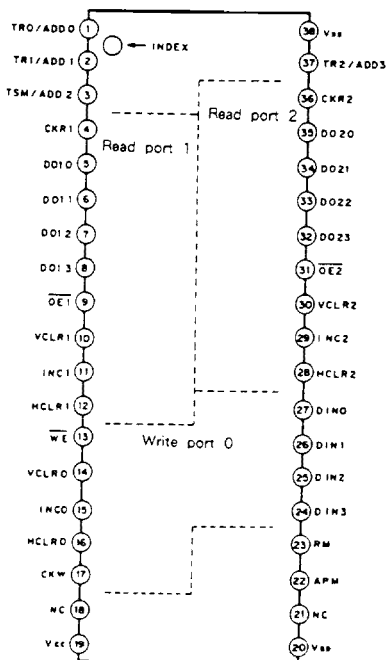 TR0/ADD0 1
INDEX
38 Vss
TR1/ADD1 2
37 TR2/ADD3
TSM/ADD2 3
Read port 2
36 CKR2
CKR1 4
Read port 1
35 DO20
DO10 5
34 DO21
DO11 6
33 DO22
DO12 7
32 DO23
DO13 8
31 OE2
OE1 9
30 VCLR2
VCLR1 10
29 INC2
INC1 11
28 HCLR2
HCLR1 12
27 DIN0
WE 13
Write port 0
26 DIN1
VCLR0 14
25 DIN2
INC0 15
24 DIN3
HCLR0 16
23 RM
CKW 17
22 APM
NC 18
21 NC
Vcc 19
20 Vss